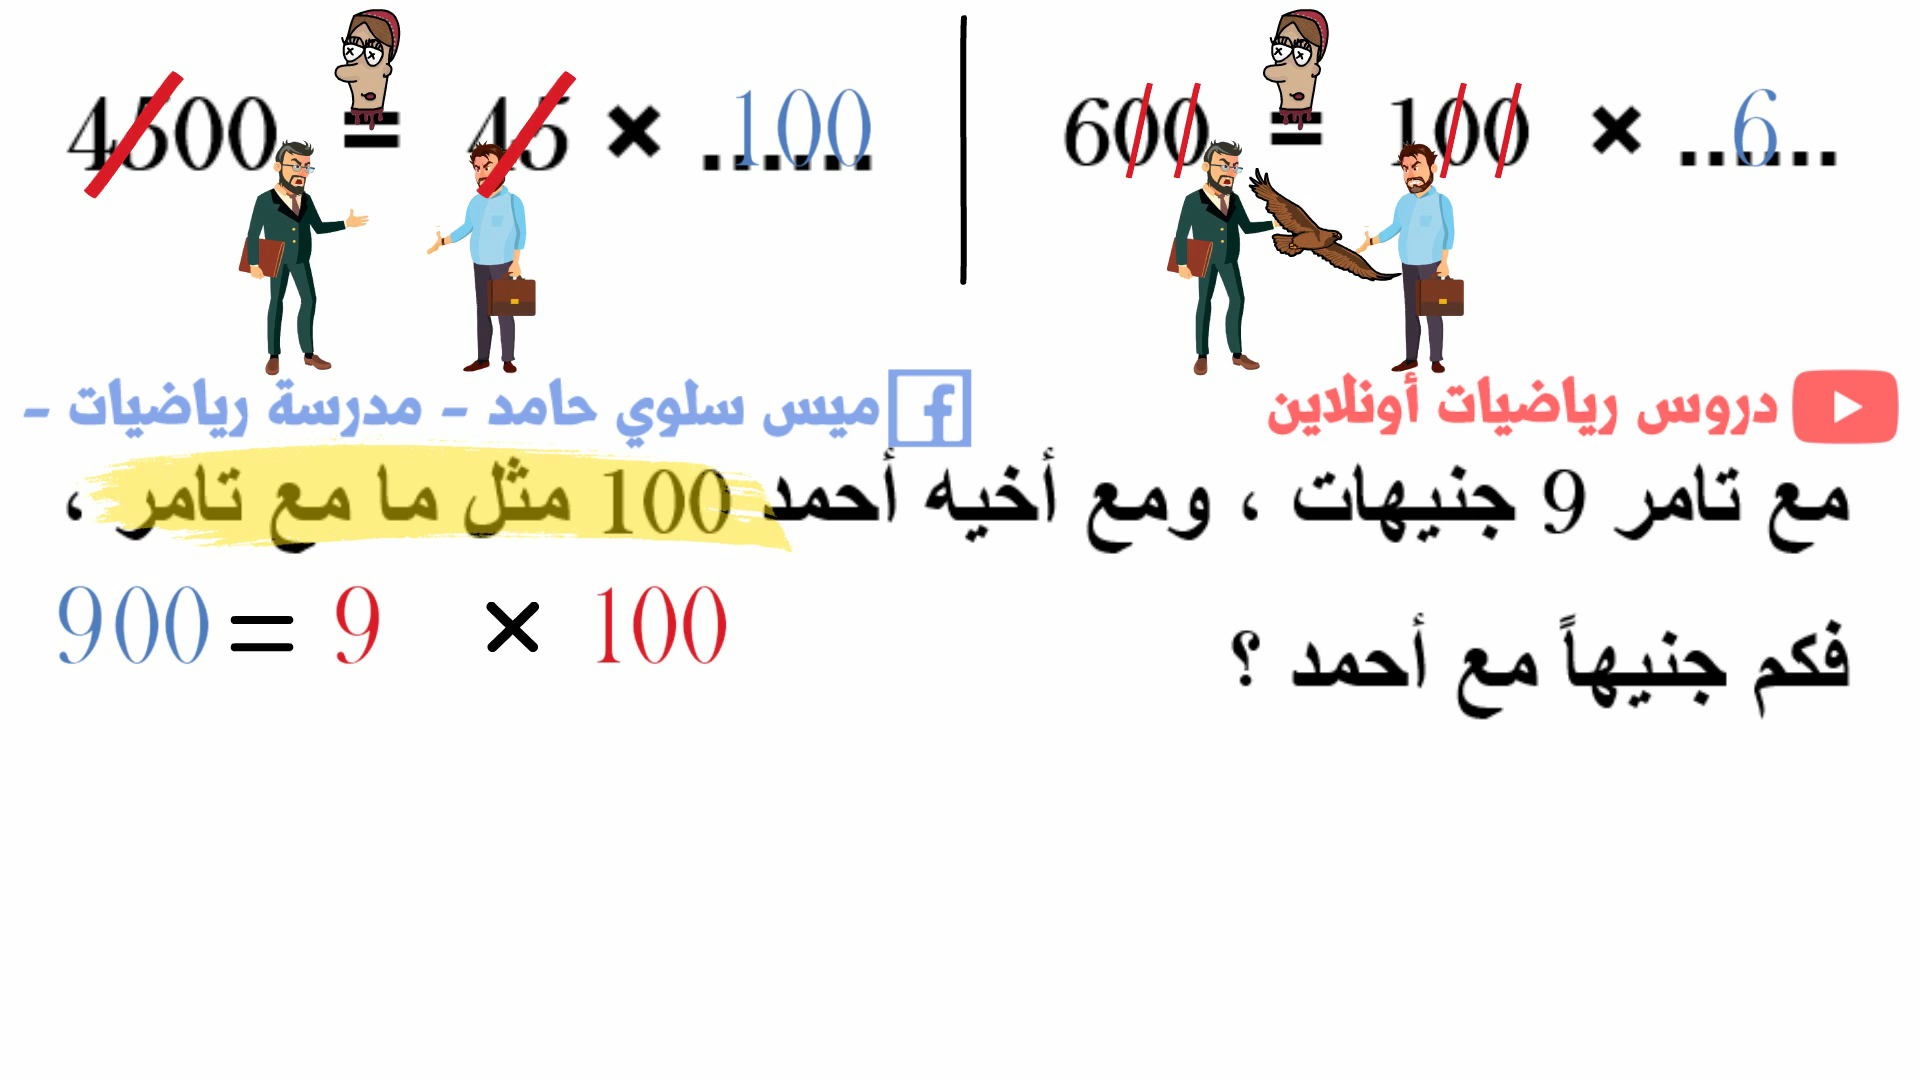 4500 = 45 × ......100
600 = 100 × ..6..
ميس سلوي حامد - مدرسة رياضيات -
دروس رياضيات أونلاين
مع تامر 9 جنيهات ، ومع أخيه أحمد 100 مثل ما مع تامر ،
فكم جنيهاً مع أحمد ؟
900 = 9 × 100